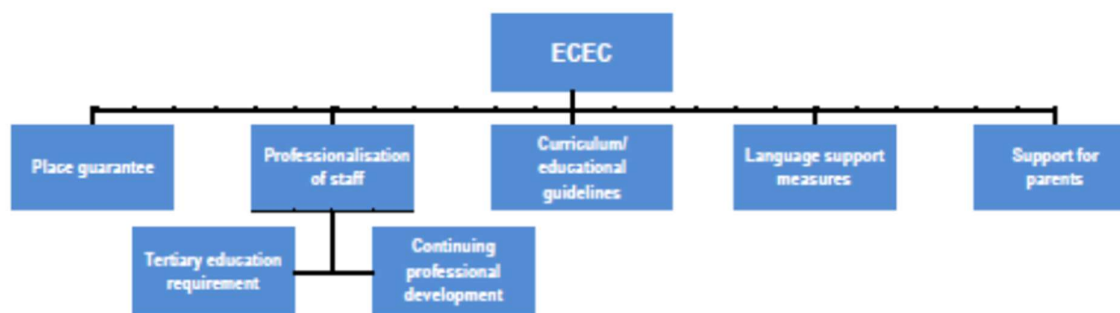 ECEC
Place guarantee
Professionalisation
of staff
Curriculum/
educational
guidelines
Language support
measures
Support for
parents
Tertiary education
requirement
Continuing
professional
development